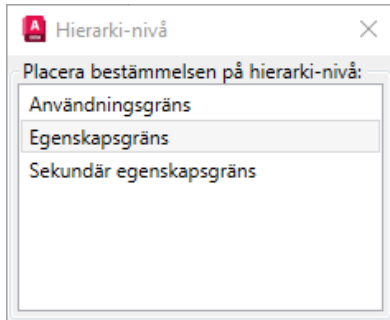 Hierarki-nivå
Placera bestämmelsen på hierarki-nivå:
Användningsgräns
Egenskapsgräns
Sekundär egenskapsgräns